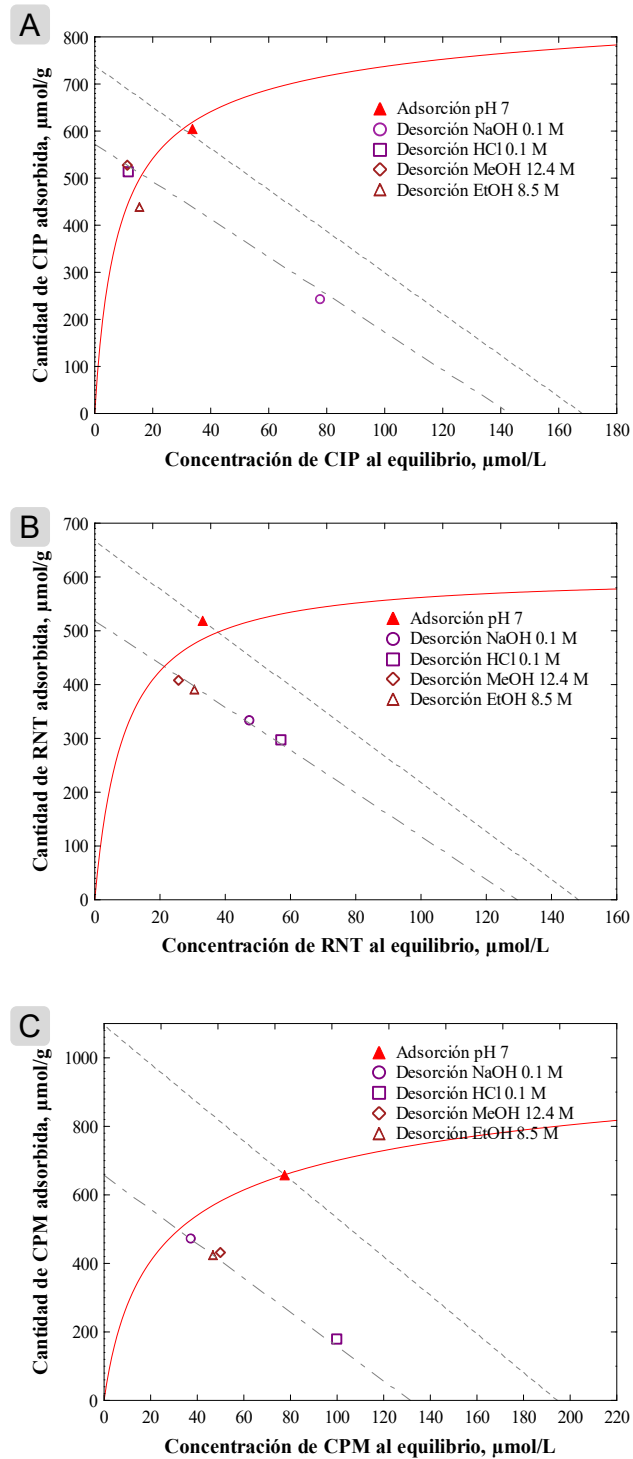 A
800
700
600
500
400
300
200
100
0
Cantidad de CIP adsorbida, µmol/g
Adsorción pH 7
Desorción NaOH 0.1 M
Desorción HCl 0.1 M
Desorción MeOH 12.4 M
Desorción EtOH 8.5 M
0 20 40 60 80 100 120 140 160 180
Concentración de CIP al equilibrio, µmol/L
B
700
600
500
400
300
200
100
0
Cantidad de RNT adsorbida, µmol/g
Adsorción pH 7
Desorción NaOH 0.1 M
Desorción HCl 0.1 M
Desorción MeOH 12.4 M
Desorción EtOH 8.5 M
0 20 40 60 80 100 120 140 160
Concentración de RNT al equilibrio, µmol/L
C
1000
800
600
400
200
0
Cantidad de CPM adsorbida, µmol/g
Adsorción pH 7
Desorción NaOH 0.1 M
Desorción HCl 0.1 M
Desorción MeOH 12.4 M
Desorción EtOH 8.5 M
0 20 40 60 80 100 120 140 160 180 200 220
Concentración de CPM al equilibrio, µmol/L